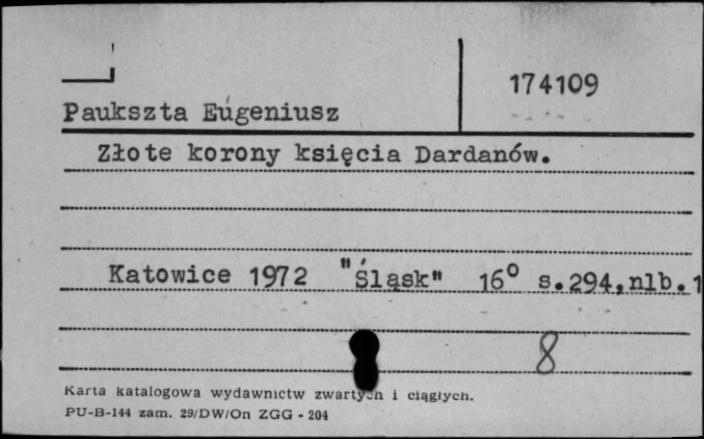 174109
Paukszta Eugeniusz
Złote korony księcia Dardanów.
Katowice 1972 "Śląsk" 16° s.294,nlb.1
8
Karta katalogowa wydawnictw zwartych i ciągłych.
PU-B-144 zam. 29/DW/On ZGG - 204